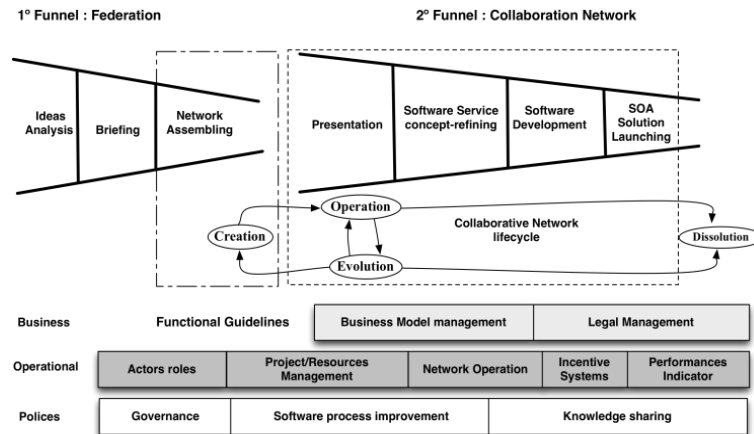 1º Funnel : Federation
2º Funnel : Collaboration Network
Ideas
Analysis
Briefing
Network
Assembling
Presentation
Software Service
concept-refining
Software
Development
SOA
Solution
Launching
Operation
Creation
Collaborative Network
lifecycle
Dissolution
Evolution
Business
Functional Guidelines
Business Model management
Legal Management
Operational
Actors roles
Project/Resources
Management
Network Operation
Incentive
Systems
Performances
Indicator
Polices
Governance
Software process improvement
Knowledge sharing